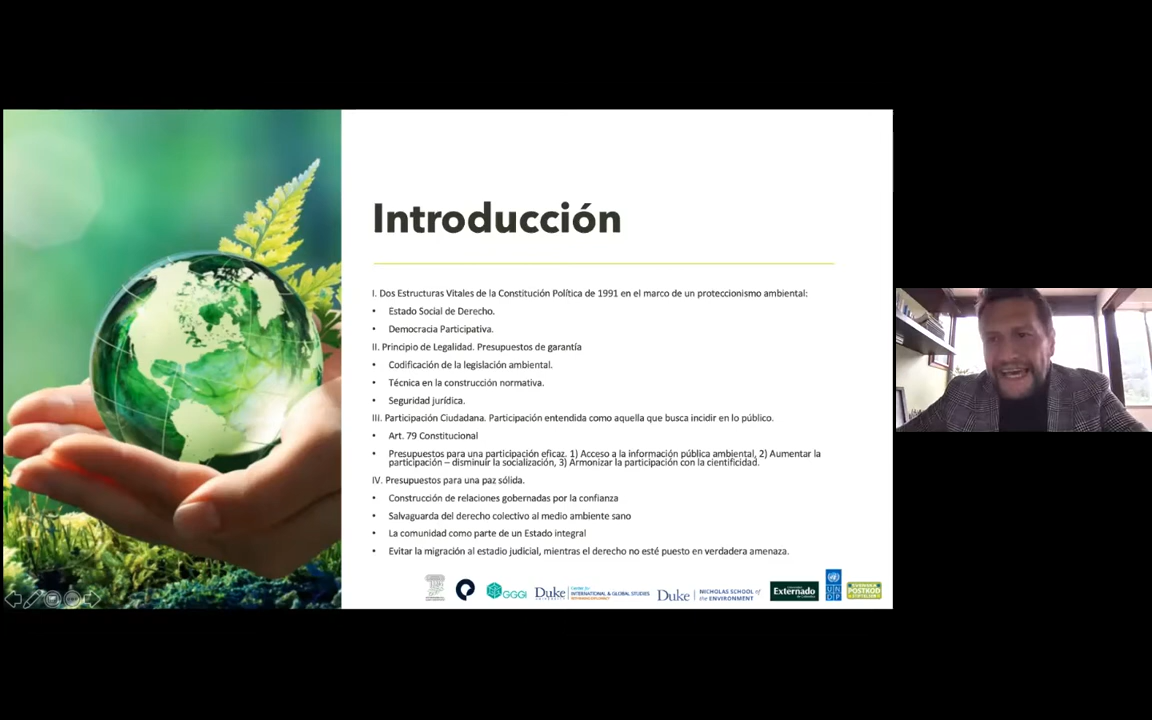 Introducción
I. Dos Estructuras Vitales de la Constitución Política de 1991 en el marco de un proteccionismo ambiental:
• Estado Social de Derecho.
• Democracia Participativa.
II. Principio de Legalidad. Presupuestos de garantía
• Codificación de la legislación ambiental.
• Técnica en la construcción normativa.
• Seguridad jurídica.
III. Participación Ciudadana. Participación entendida como aquella que busca incidir en lo público.
• Art. 79 Constitucional
• Presupuestos para una participación eficaz. 1) Acceso a la información pública ambiental, 2) Aumentar la
participación – disminuir la socialización, 3) Armonizar la participación con la cientificidad.
IV. Presupuestos para una paz sólida.
• Construcción de relaciones gobernadas por la confianza
• Salvaguarda del derecho colectivo al medio ambiente sano
• La comunidad como parte de un Estado integral
• Evitar la migración al estadio judicial, mientras el derecho no esté puesto en verdadera amenaza.
GGGI
Duke
INTERNATIONAL & GLOBAL STUDIES
Duke
NICHOLAS SCHOOL of
the ENVIRONMENT
Externado
U N
D P
SVENSKA
POSTKOD